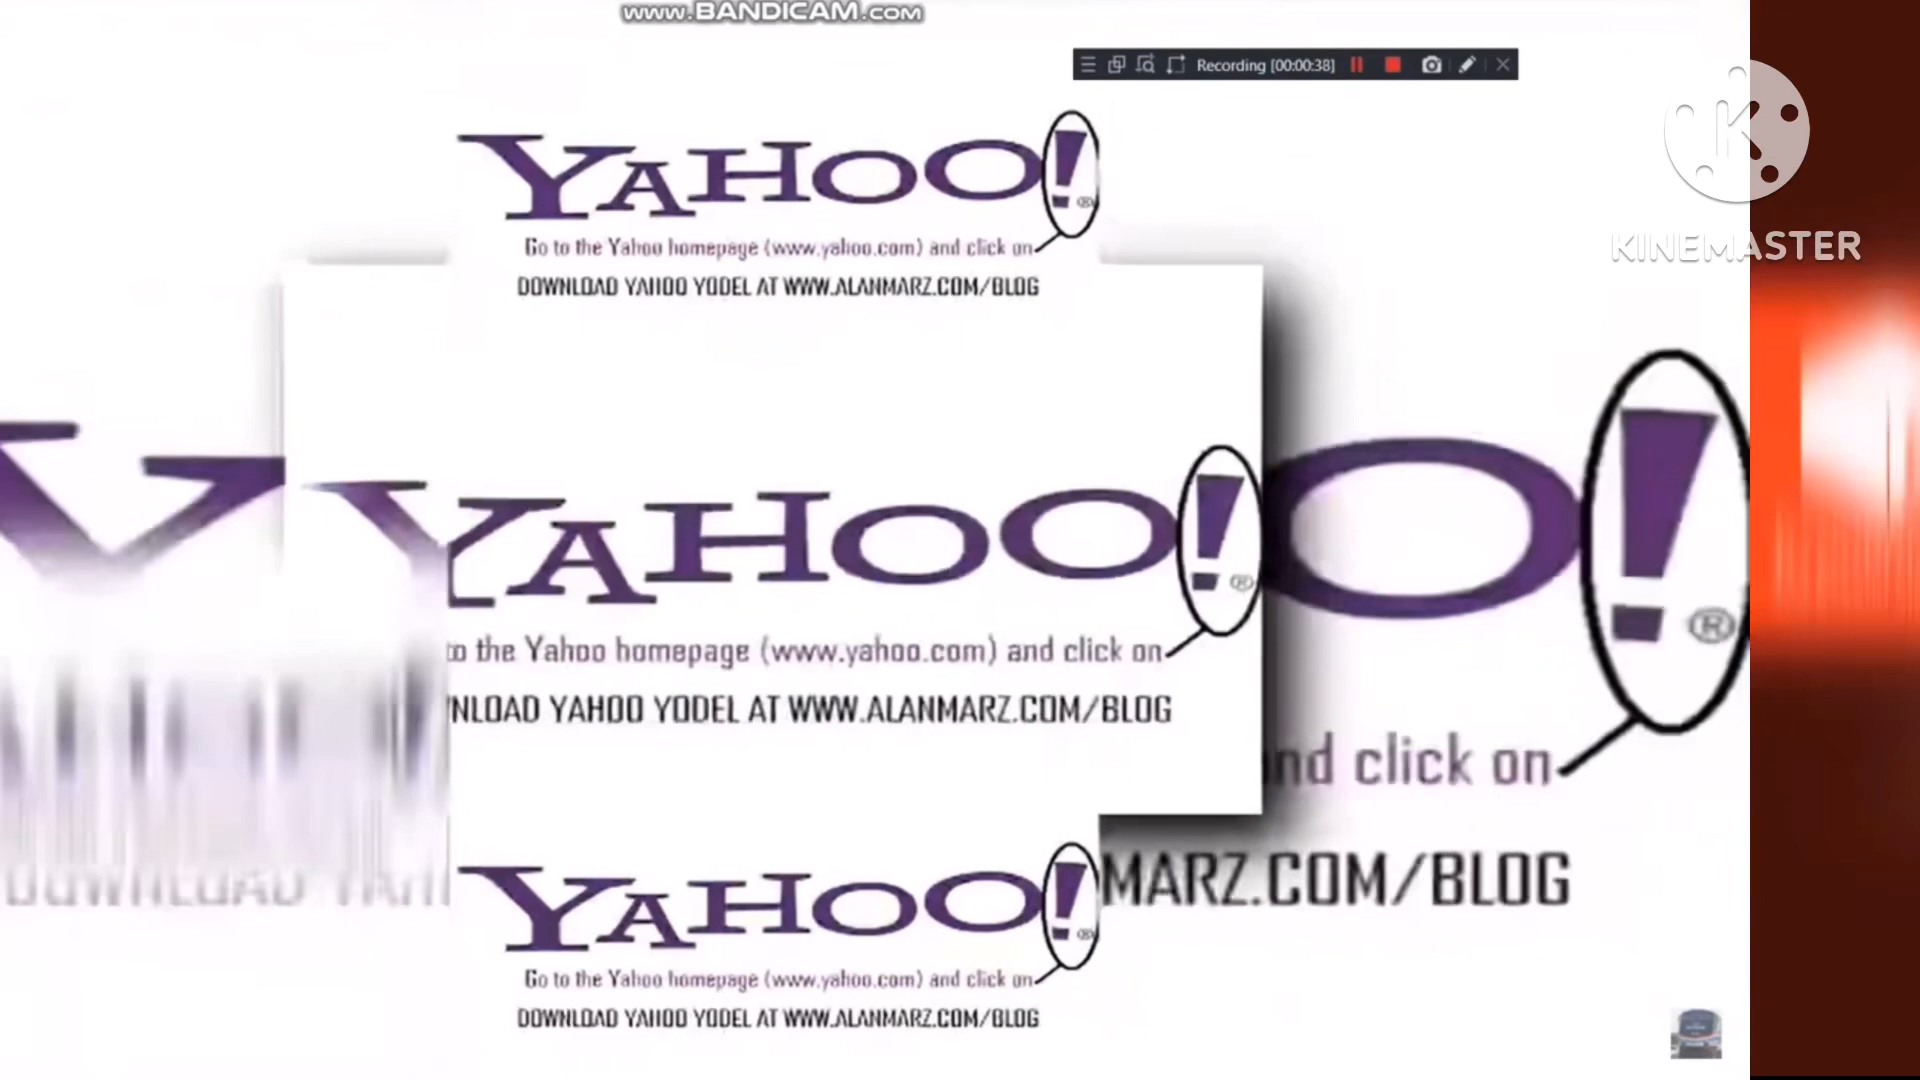 www.BANDICAM.com
Recording [00:00:38]
KINEMASTER
YAHOO!®
Go to the Yahoo homepage (www.yahoo.com) and click on
DOWNLOAD YAHOO YODEL AT WWW.ALANMARZ.COM/BLOG
YAHOO!®
to the Yahoo homepage (www.yahoo.com) and click on
NLOAD YAHOO YODEL AT WWW.ALANMARZ.COM/BLOG
Y O!®
nd click on
DOWNLOAD YAH MARZ.COM/BLOG
YAHOO!®
Go to the Yahoo homepage (www.yahoo.com) and click on
DOWNLOAD YAHOO YODEL AT WWW.ALANMARZ.COM/BLOG